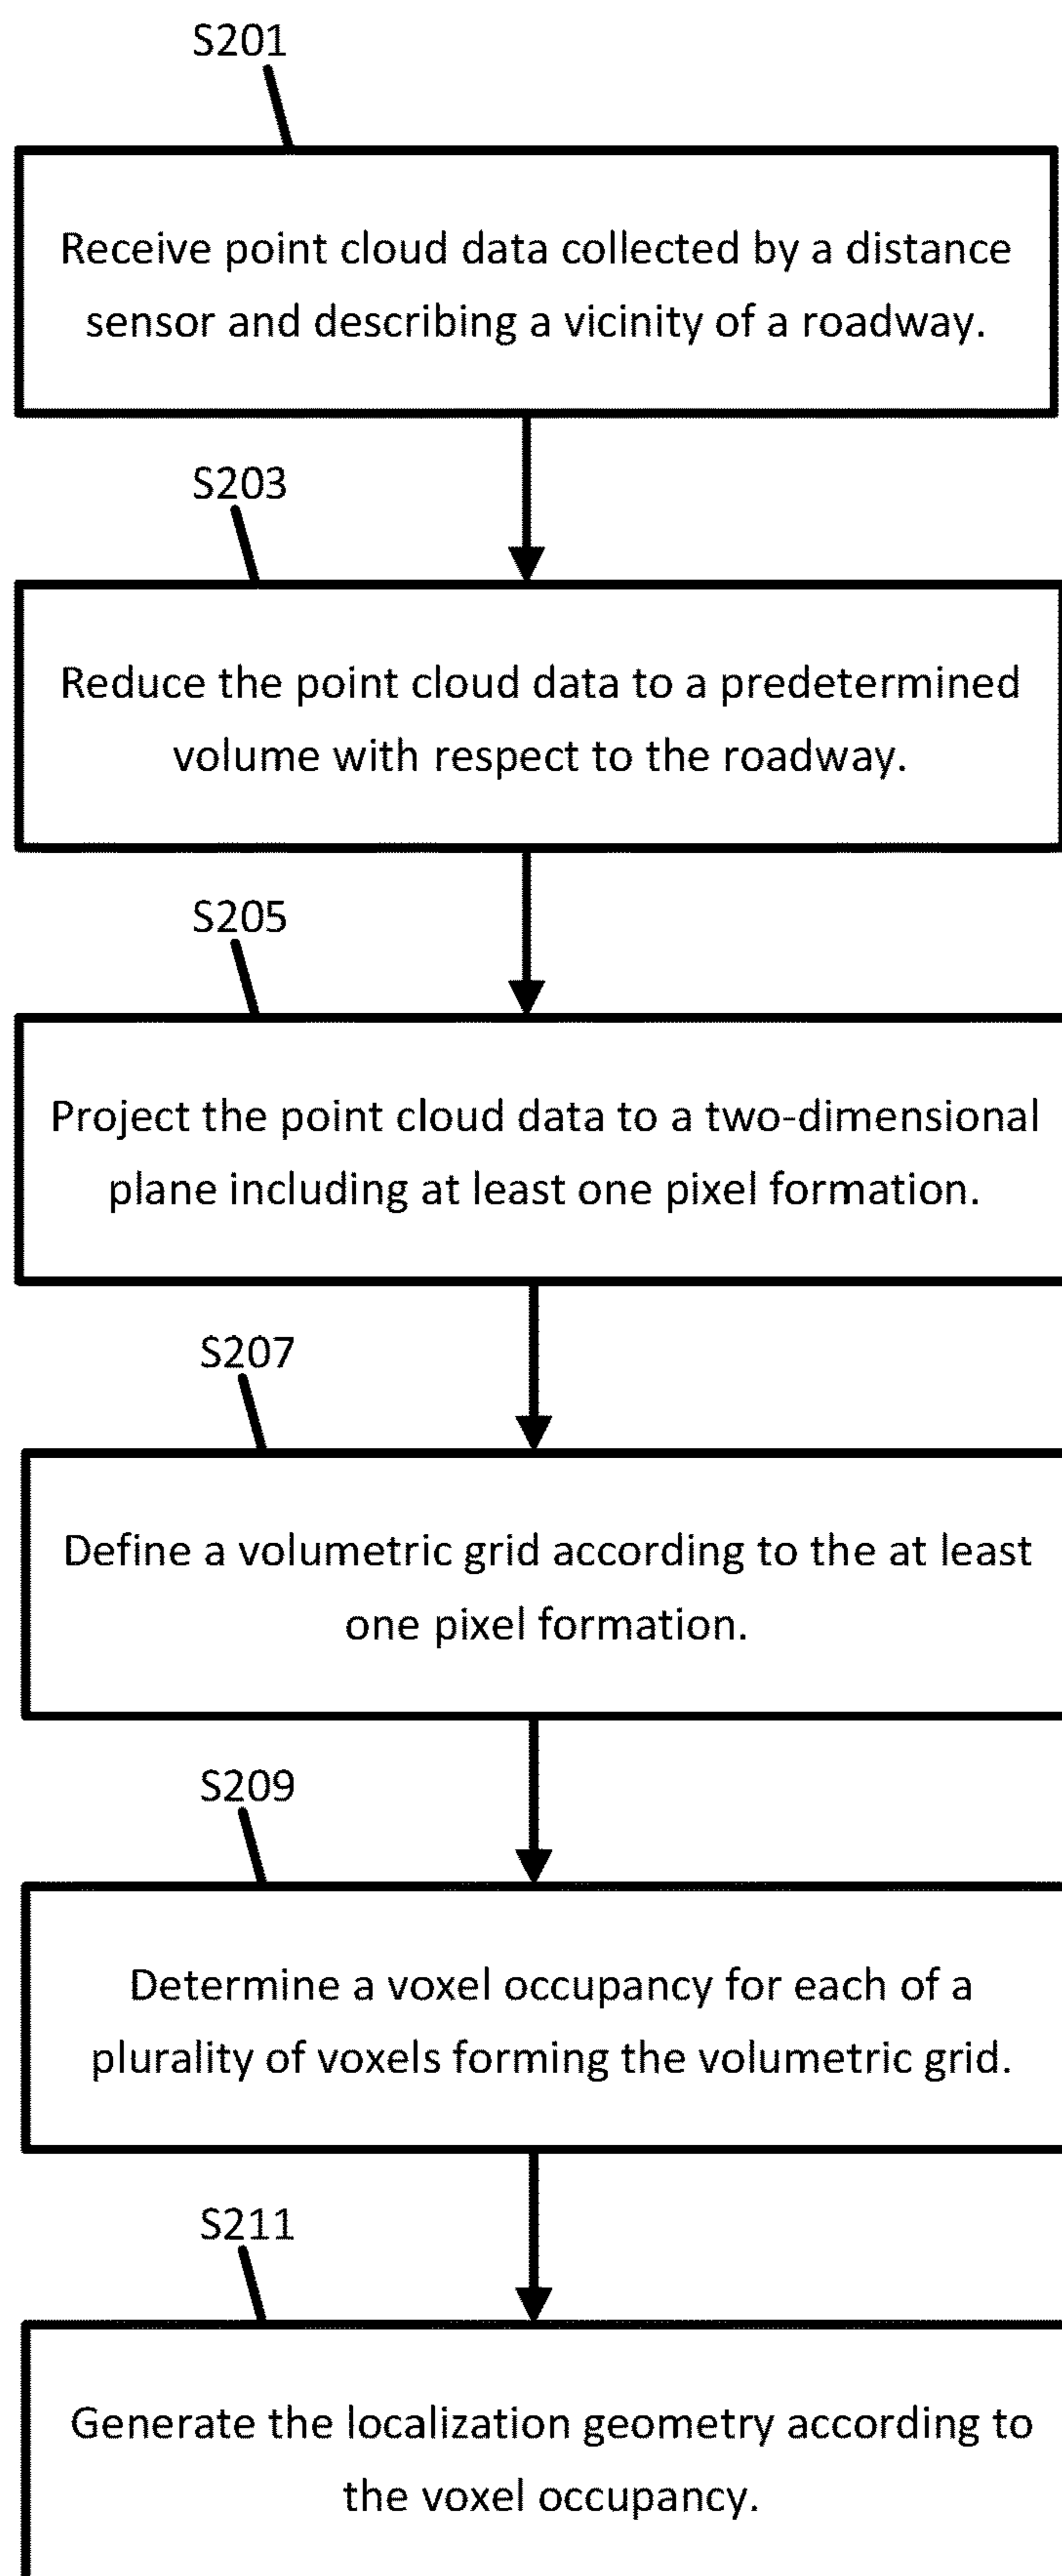 S201
Receive point cloud data collected by a distance
sensor and describing a vicinity of a roadway.
S203
Reduce the point cloud data to a predetermined
volume with respect to the roadway.
S205
Project the point cloud data to a two-dimensional
plane including at least one pixel formation.
S207
Define a volumetric grid according to the at least
one pixel formation.
S209
Determine a voxel occupancy for each of a
plurality of voxels forming the volumetric grid.
S211
Generate the localization geometry according to
the voxel occupancy.